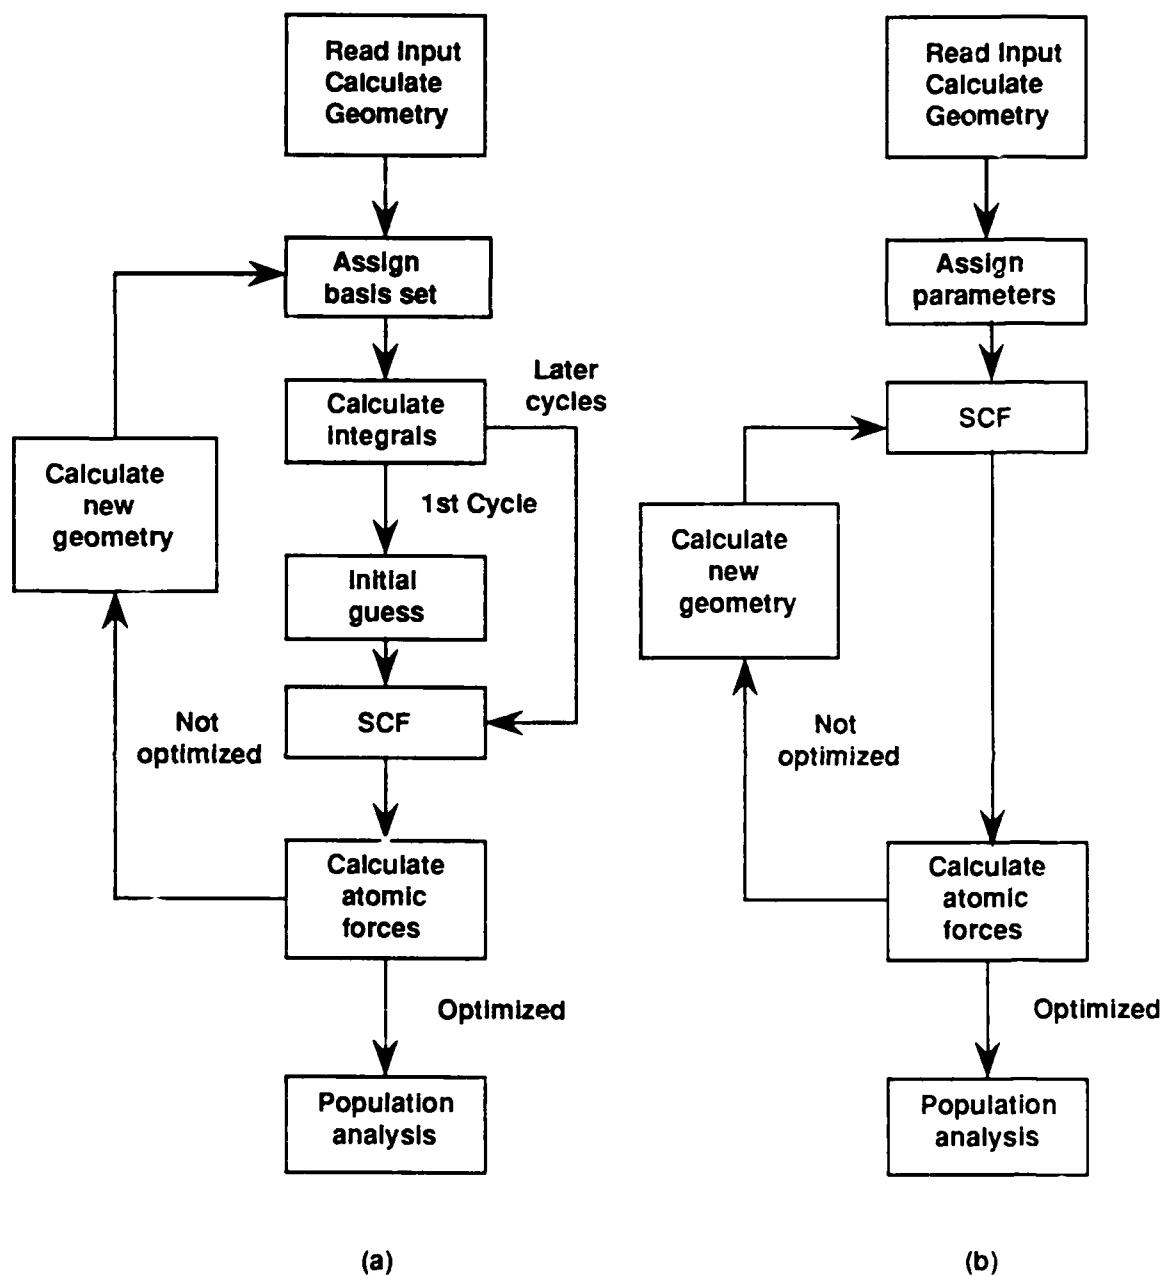 Read Input
Calculate
Geometry
Assign
basis set
Later
cycles
Calculate
integrals
Calculate
new
geometry
1st Cycle
Initial
guess
SCF
Not
optimized
Calculate
atomic
forces
Optimized
Population
analysis
(a)
Read Input
Calculate
Geometry
Assign
parameters
SCF
Calculate
new
geometry
Not
optimized
Calculate
atomic
forces
Optimized
Population
analysis
(b)